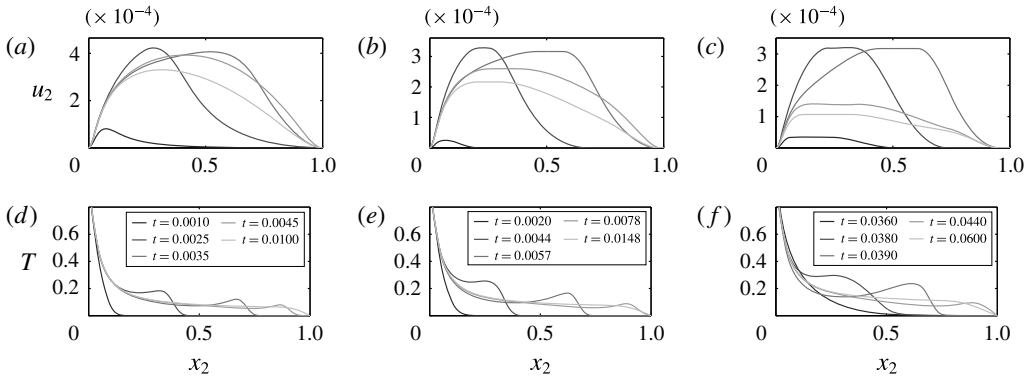 (× 10⁻⁴) (× 10⁻⁴) (× 10⁻⁴)
(a) (b) (c)
u₂
4
2
0 0.5 1.0
3
2
1
0 0.5 1.0
3
2
1
0 0.5 1.0
(d) (e) (f)
T
0.6
0.4
0.2
t = 0.0010 t = 0.0045
t = 0.0025 t = 0.0100
t = 0.0035
0 0.5 1.0
x₂
0.6
0.4
0.2
t = 0.0020 t = 0.0078
t = 0.0044 t = 0.0148
t = 0.0057
0 0.5 1.0
x₂
0.6
0.4
0.2
t = 0.0360 t = 0.0440
t = 0.0380 t = 0.0600
t = 0.0390
0 0.5 1.0
x₂